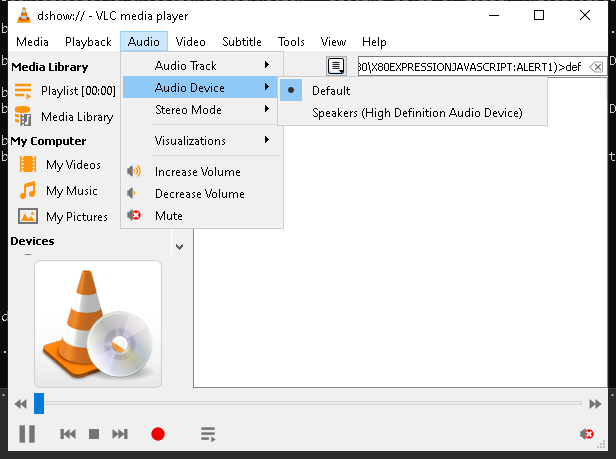 dshow:// - VLC media player
Media Playback Audio Video Subtitle Tools View Help
Media Library
Playlist [00:00]
Media Library
My Computer
My Videos
My Music
My Pictures
Devices
Audio Track
Audio Device
Stereo Mode
Visualizations
Increase Volume
Decrease Volume
Mute
Default
Speakers (High Definition Audio Device)
\X80EXPRESSIONJAVASCRIPT:ALERT1)>def